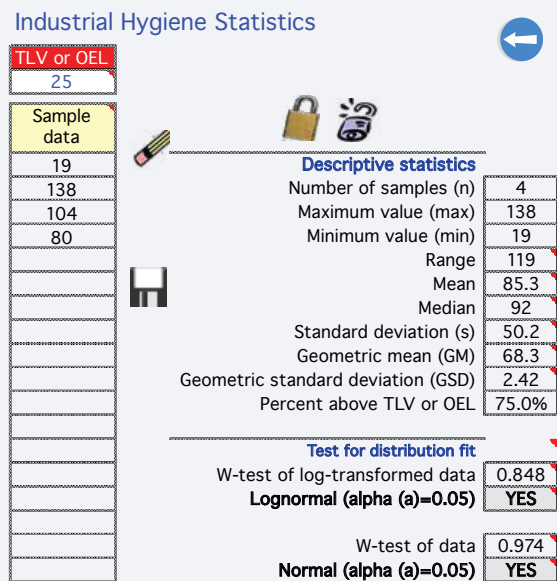 Industrial Hygiene Statistics
TLV or OEL
25
Sample
data
19
138
104
80
Descriptive statistics
Number of samples (n) 4
Maximum value (max) 138
Minimum value (min) 19
Range 119
Mean 85.3
Median 92
Standard deviation (s) 50.2
Geometric mean (GM) 68.3
Geometric standard deviation (GSD) 2.42
Percent above TLV or OEL 75.0%
Test for distribution fit
W-test of log-transformed data 0.848
Lognormal (alpha (a)=0.05) YES
W-test of data 0.974
Normal (alpha (a)=0.05) YES